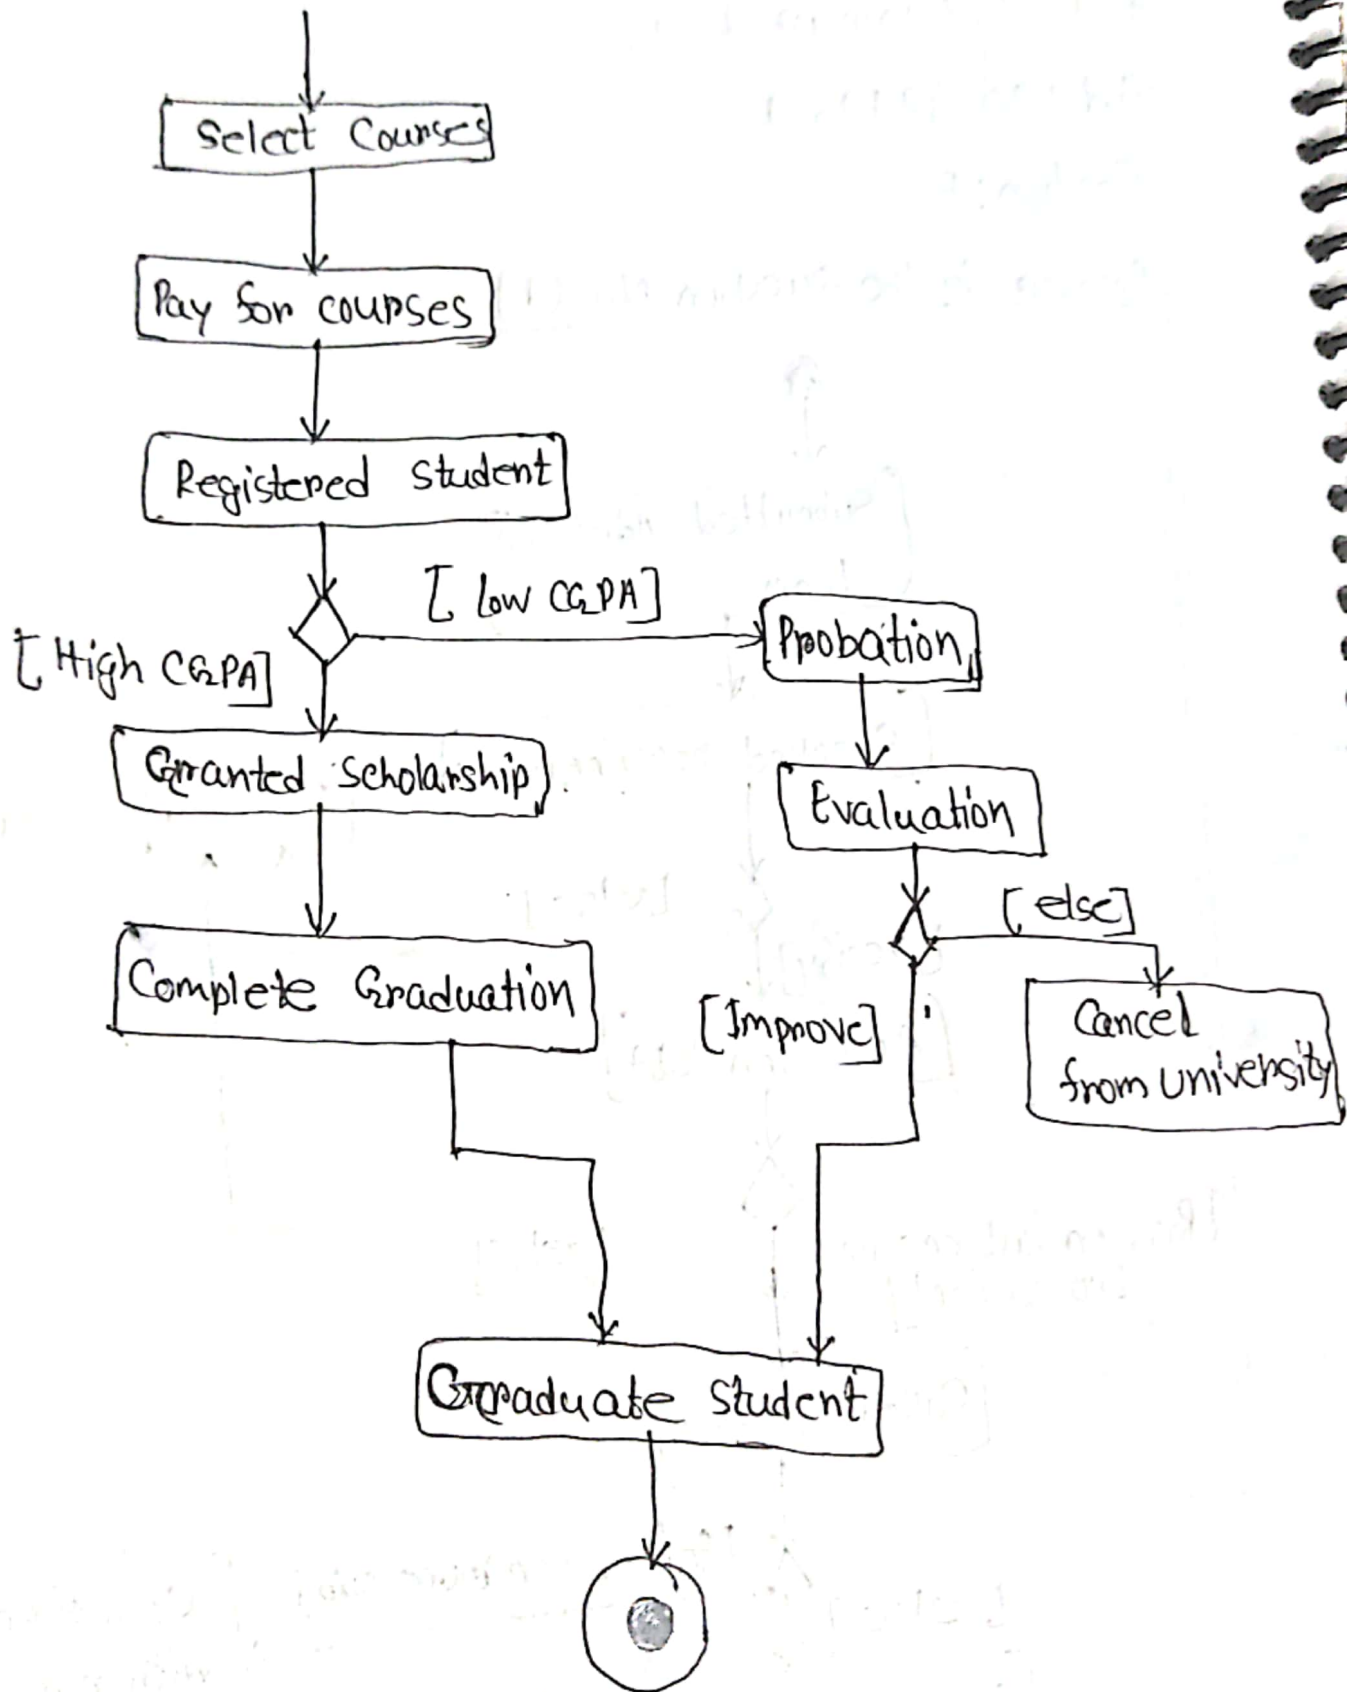 Select Courses
Pay for courses
Registered Student
[Low CGPA]
[High CGPA]
Probation
Granted Scholarship
Evaluation
[else]
Complete Graduation
[Improve]
Cancel
from university
Graduate Student